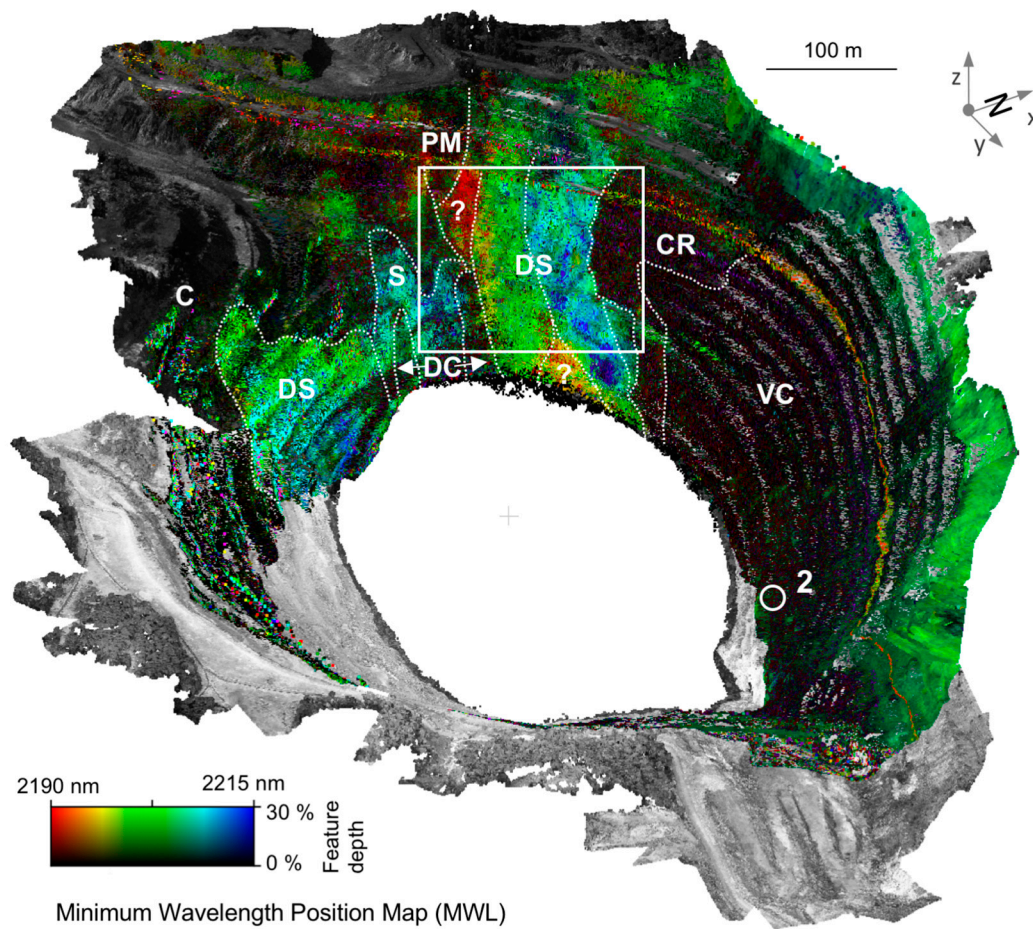 100 m
z
N
x
y
PM
?
CR
S
DS
C
DS
DC
?
VC
2
2190 nm 2215 nm
30 %
0 %
Feature
depth
Minimum Wavelength Position Map (MWL)